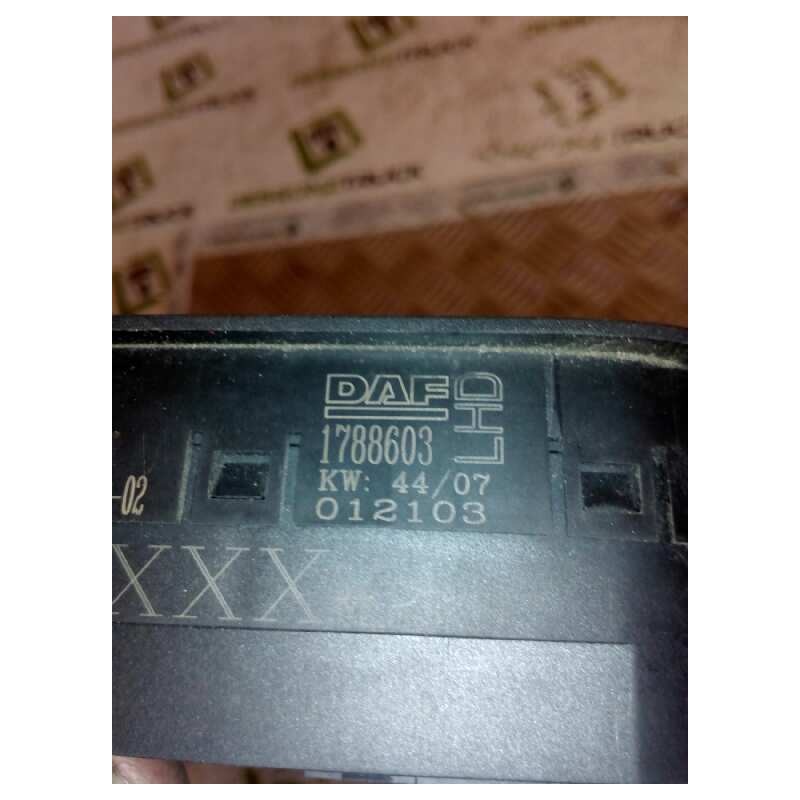 DAF
LHD
1788603
KW: 44/07
012103
-02
XXX